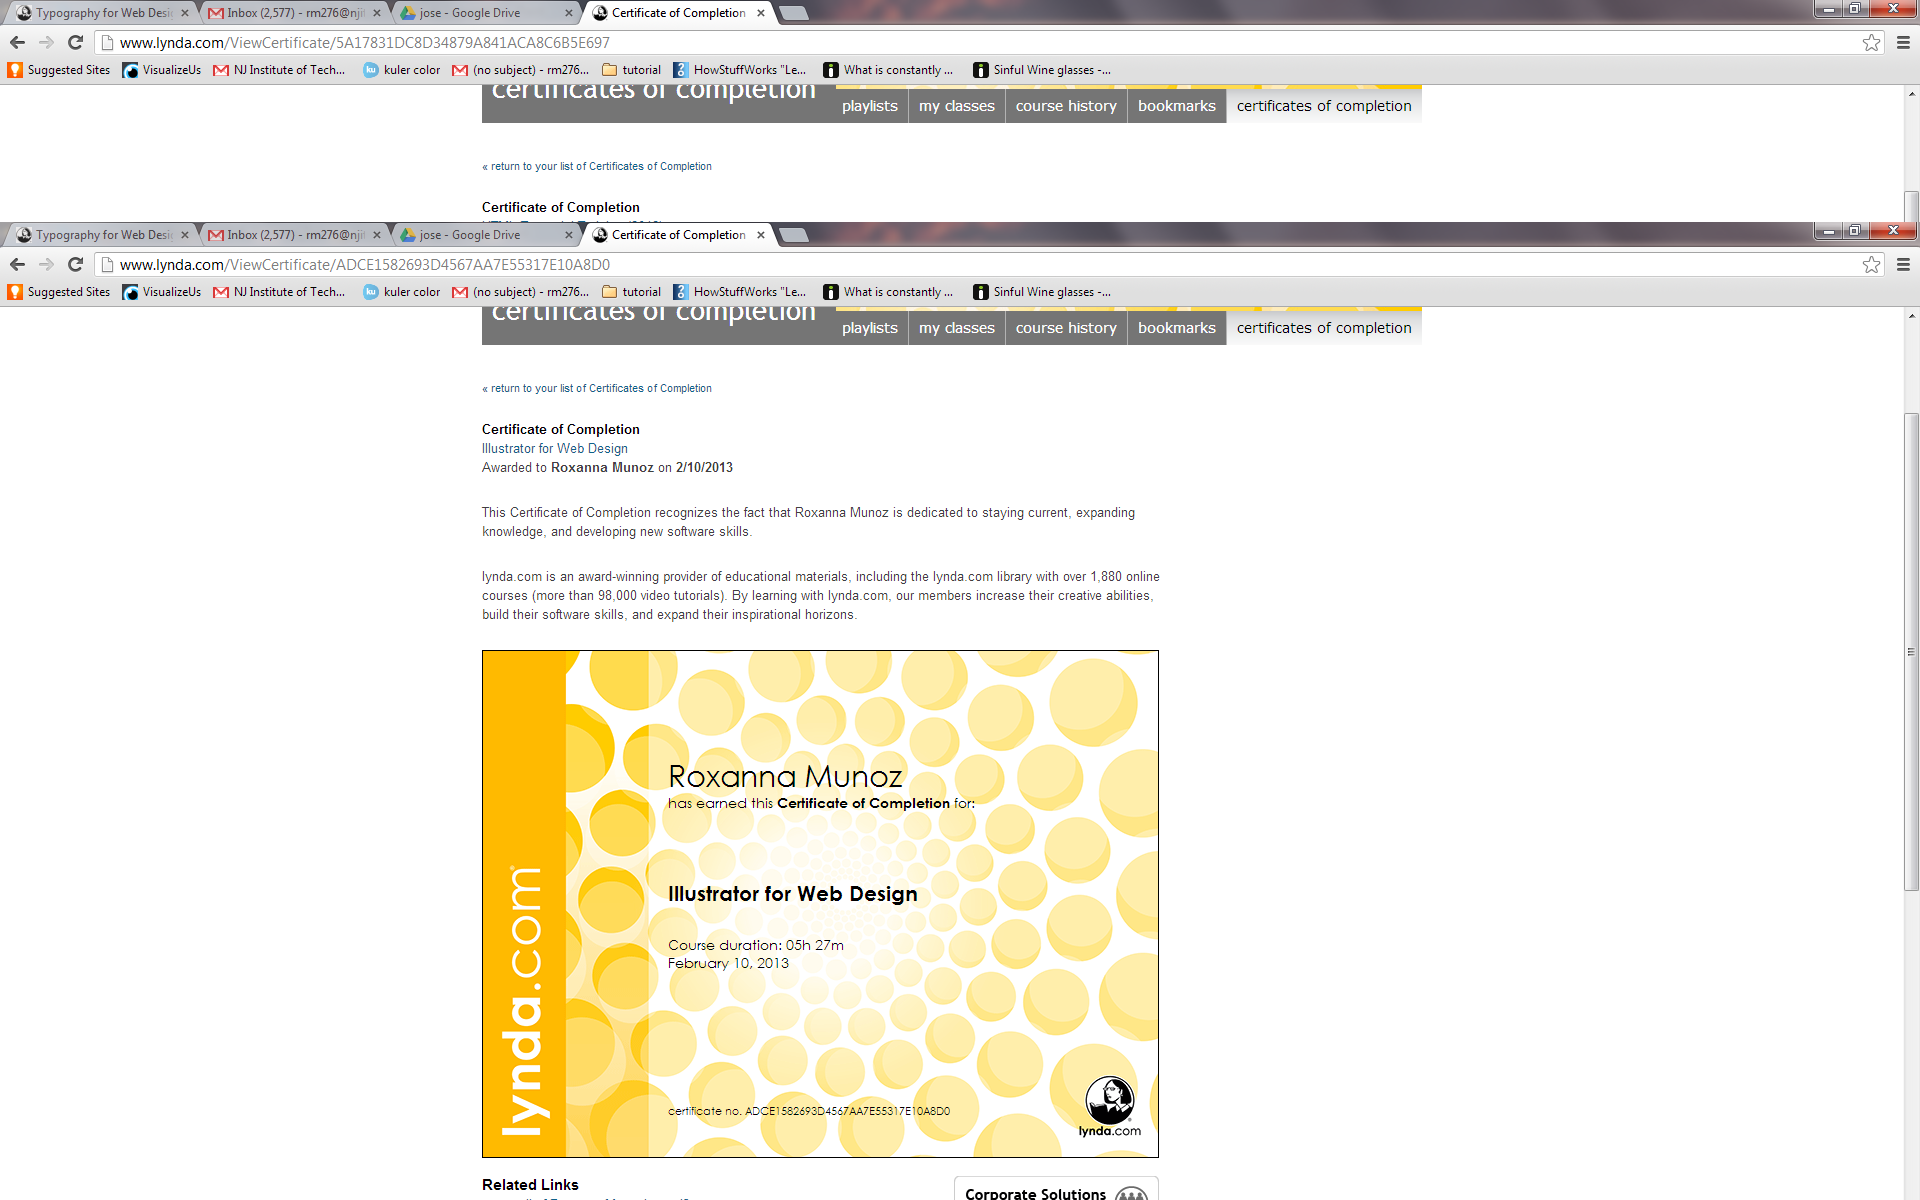 Typography for Web Desi
Inbox (2,577) - rm276@nji
jose - Google Drive
Certificate of Completion
www.lynda.com/ViewCertificate/5A17831DC8D34879A841ACA8C6B5E697
Suggested Sites
VisualizeUs
NJ Institute of Tech...
ku
kuler color
(no subject) - rm276...
tutorial
HowStuffWorks "Le...
What is constantly ...
Sinful Wine glasses -...
certificates of completion
playlists
my classes
course history
bookmarks
certificates of completion
« return to your list of Certificates of Completion
Certificate of Completion
Typography for Web Desi
Inbox (2,577) - rm276@nji
jose - Google Drive
Certificate of Completion
www.lynda.com/ViewCertificate/ADCE1582693D4567AA7E55317E10A8D0
Suggested Sites
VisualizeUs
NJ Institute of Tech...
ku
kuler color
(no subject) - rm276...
tutorial
HowStuffWorks "Le...
What is constantly ...
Sinful Wine glasses -...
certificates of completion
playlists
my classes
course history
bookmarks
certificates of completion
« return to your list of Certificates of Completion
Certificate of Completion
Illustrator for Web Design
Awarded to Roxanna Munoz on 2/10/2013
This Certificate of Completion recognizes the fact that Roxanna Munoz is dedicated to staying current, expanding
knowledge, and developing new software skills.
lynda.com is an award-winning provider of educational materials, including the lynda.com library with over 1,880 online
courses (more than 98,000 video tutorials). By learning with lynda.com, our members increase their creative abilities,
build their software skills, and expand their inspirational horizons.
lynda.com
Roxanna Munoz
has earned this Certificate of Completion for:
Illustrator for Web Design
Course duration: 05h 27m
February 10, 2013
certificate no. ADCE1582693D4567AA7E55317E10A8D0
lynda.com
Related Links
Corporate Solutions